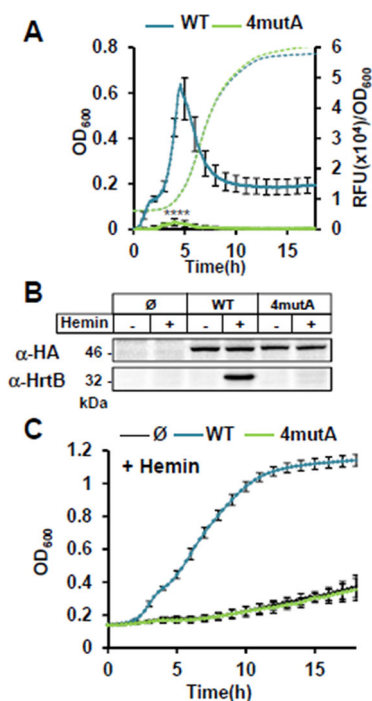 A
WT 4mutA
0.8
0.6
0.4
0.2
0
OD600
6
5
4
3
2
1
0
RFU(x10⁴)/OD600
****
0 5 10 15
Time(h)
B
Ø WT 4mutA
Hemin - + - + - +
α-HA 46
α-HrtB 32
kDa
C
Ø WT 4mutA
+ Hemin
1.2
1
0.8
0.6
0.4
0.2
0
OD600
0 5 10 15
Time(h)